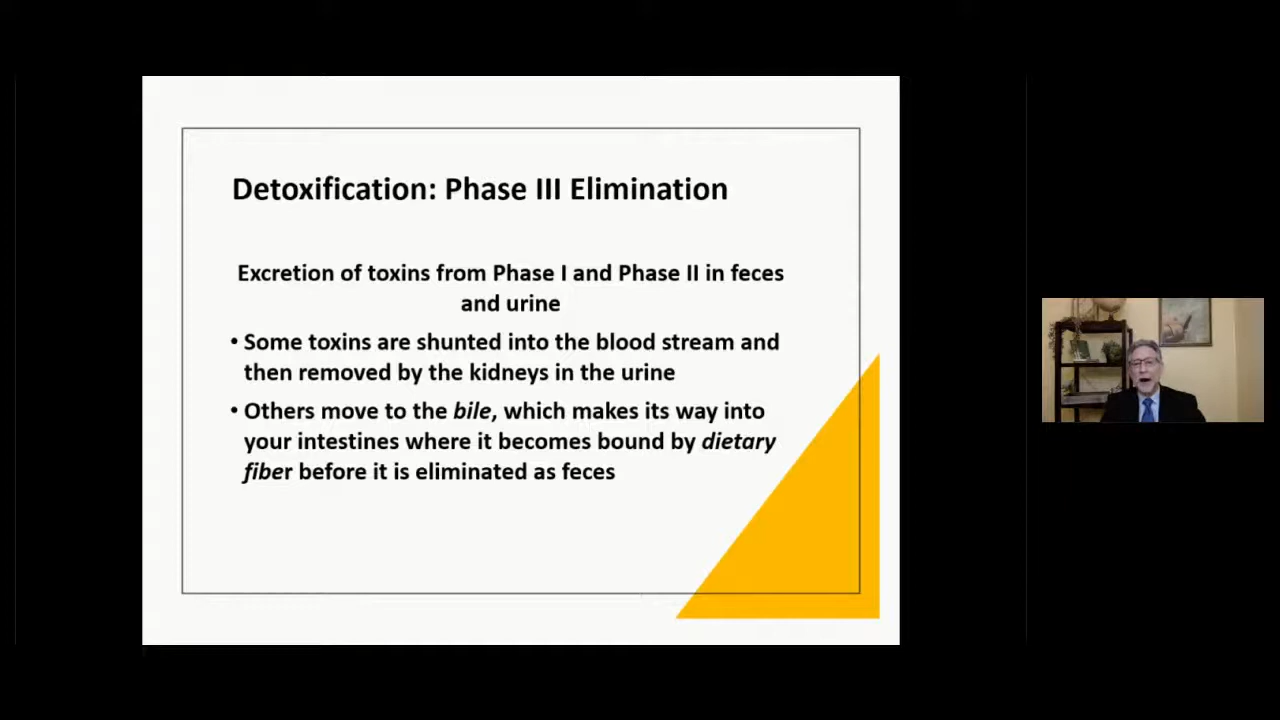 Detoxification: Phase III Elimination
Excretion of toxins from Phase I and Phase II in feces
and urine
• Some toxins are shunted into the blood stream and
then removed by the kidneys in the urine
• Others move to the bile, which makes its way into
your intestines where it becomes bound by dietary
fiber before it is eliminated as feces